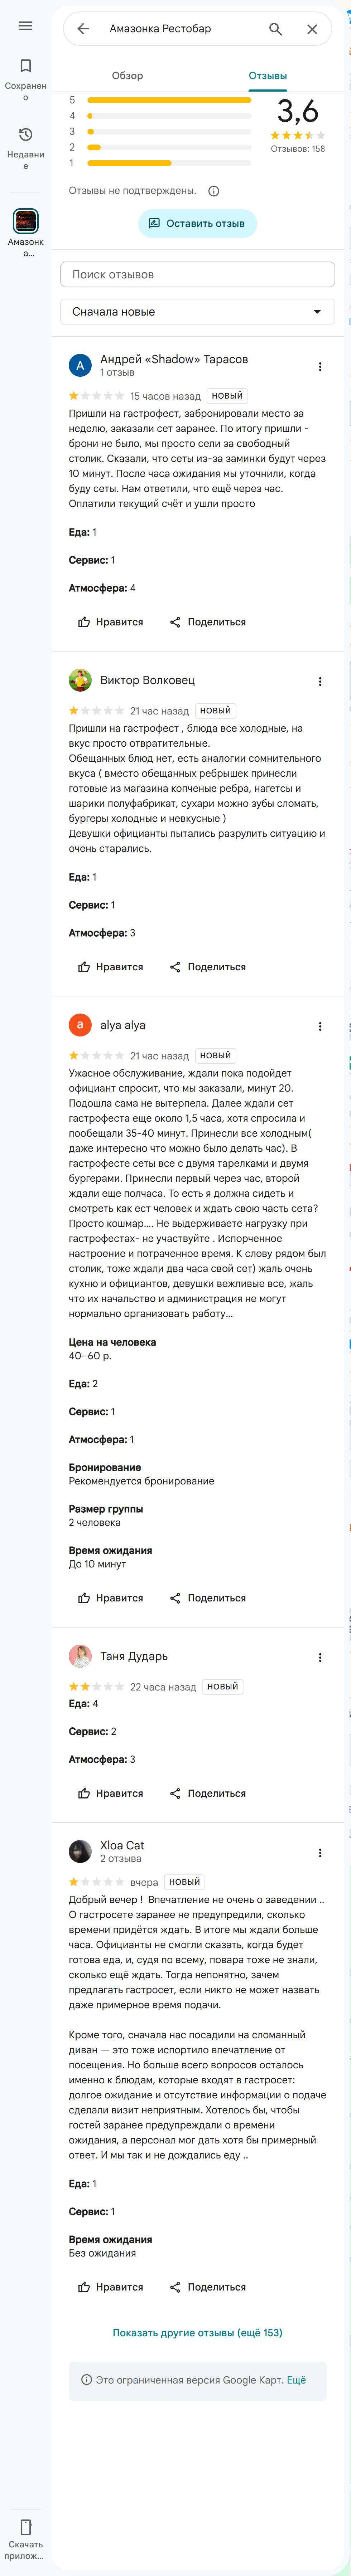 Амазонка Рестобар
Обзор
Отзывы
Сохранен
о
Недавни
е
Амазонк
а...
5
4
3
2
1
3,6
Отзывов: 158
Отзывы не подтверждены.
Оставить отзыв
Поиск отзывов
Сначала новые
А
Андрей «Shadow» Тарасов
1 отзыв
15 часов назад НОВЫЙ
Пришли на гастрофест, забронировали место за
неделю, заказали сет заранее. По итогу пришли -
брони не было, мы просто сели за свободный
столик. Сказали, что сеты из-за заминки будут через
10 минут. После часа ожидания мы уточнили, когда
буду сеты. Нам ответили, что ещё через час.
Оплатили текущий счёт и ушли просто
Еда: 1
Сервис: 1
Атмосфера: 4
Нравится
Поделиться
Виктор Волковец
21 час назад НОВЫЙ
Пришли на гастрофест , блюда все холодные, на
вкус просто отвратительные.
Обещанных блюд нет, есть аналогии сомнительного
вкуса ( вместо обещанных ребрышек принесли
готовые из магазина копченые ребра, нагетсы и
шарики полуфабрикат, сухари можно зубы сломать,
бургеры холодные и невкусные )
Девушки официанты пытались разрулить ситуацию и
очень старались.
Еда: 1
Сервис: 1
Атмосфера: 3
Нравится
Поделиться
a
alya alya
21 час назад НОВЫЙ
Ужасное обслуживание, ждали пока подойдет
официант спросит, что мы заказали, минут 20.
Подошла сама не вытерпела. Далее ждали сет
гастрофеста еще около 1,5 часа, хотя спросила и
пообещали 35-40 минут. Принесли все холодным(
даже интересно что можно было делать час). В
гастрофесте сеты все с двумя тарелками и двумя
бургерами. Принесли первый через час, второй
ждали еще полчаса. То есть я должна сидеть и
смотреть как ест человек и ждать свою часть сета?
Просто кошмар.... Не выдерживаете нагрузку при
гастрофестах- не участвуйте . Испорченное
настроение и потраченное время. К слову рядом был
столик, тоже ждали два часа свой сет) жаль очень
кухню и официантов, девушки вежливые все, жаль
что их начальство и администрация не могут
нормально организовать работу...
Цена на человека
40–60 р.
Еда: 2
Сервис: 1
Атмосфера: 1
Бронирование
Рекомендуется бронирование
Размер группы
2 человека
Время ожидания
До 10 минут
Нравится
Поделиться
Таня Дударь
22 часа назад НОВЫЙ
Еда: 4
Сервис: 2
Атмосфера: 3
Нравится
Поделиться
Xloa Cat
2 отзыва
вчера НОВЫЙ
Добрый вечер ! Впечатление не очень о заведении ..
О гастросете заранее не предупредили, сколько
времени придётся ждать. В итоге мы ждали больше
часа. Официанты не смогли сказать, когда будет
готова еда, и, судя по всему, повара тоже не знали,
сколько ещё ждать. Тогда непонятно, зачем
предлагать гастросет, если никто не может назвать
даже примерное время подачи.
Кроме того, сначала нас посадили на сломанный
диван — это тоже испортило впечатление от
посещения. Но больше всего вопросов осталось
именно к блюдам, которые входят в гастросет:
долгое ожидание и отсутствие информации о подаче
сделали визит неприятным. Хотелось бы, чтобы
гостей заранее предупреждали о времени
ожидания, а персонал мог дать хотя бы примерный
ответ. И мы так и не дождались еду ..
Еда: 1
Сервис: 1
Время ожидания
Без ожидания
Нравится
Поделиться
Показать другие отзывы (ещё 153)
Это ограниченная версия Google Карт. Ещё
Скачать
прилож...